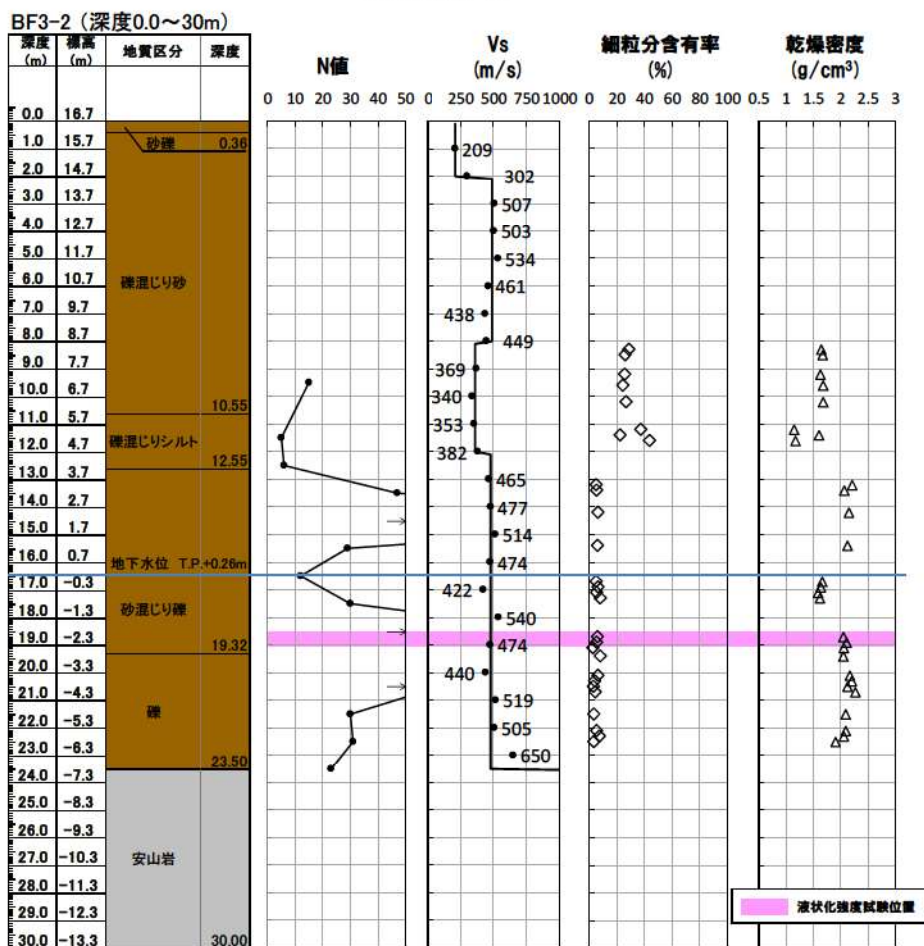 BF3-2 (深度0.0～30m)
深度 標高 地質区分 深度 N値 Vs 細粒分含有率 乾燥密度
(m) (m) (m/s) (%) (g/cm³)
0 10 20 30 40 50 0 250 500 750 1000 0 20 40 60 80 100 0.5 1 1.5 2 2.5 3
0.0 16.7
1.0 15.7 砂礫 0.36 209
2.0 14.7 302
3.0 13.7 507
4.0 12.7 503
5.0 11.7 534
6.0 10.7 礫混じり砂 461
7.0 9.7 438
8.0 8.7 449
9.0 7.7 369
10.0 6.7 10.55 340
11.0 5.7 353
12.0 4.7 礫混じりシルト 12.55 382
13.0 3.7 465
14.0 2.7 477
15.0 1.7 514
16.0 0.7 地下水位 T.P.+0.26m 474
17.0 -0.3 422
18.0 -1.3 砂混じり礫 540
19.0 -2.3 19.32 474
20.0 -3.3 440
21.0 -4.3 519
22.0 -5.3 礫 505
23.0 -6.3 23.50 650
24.0 -7.3
25.0 -8.3
26.0 -9.3
27.0 -10.3 安山岩
28.0 -11.3
29.0 -12.3 液状化強度試験位置
30.0 -13.3 30.00